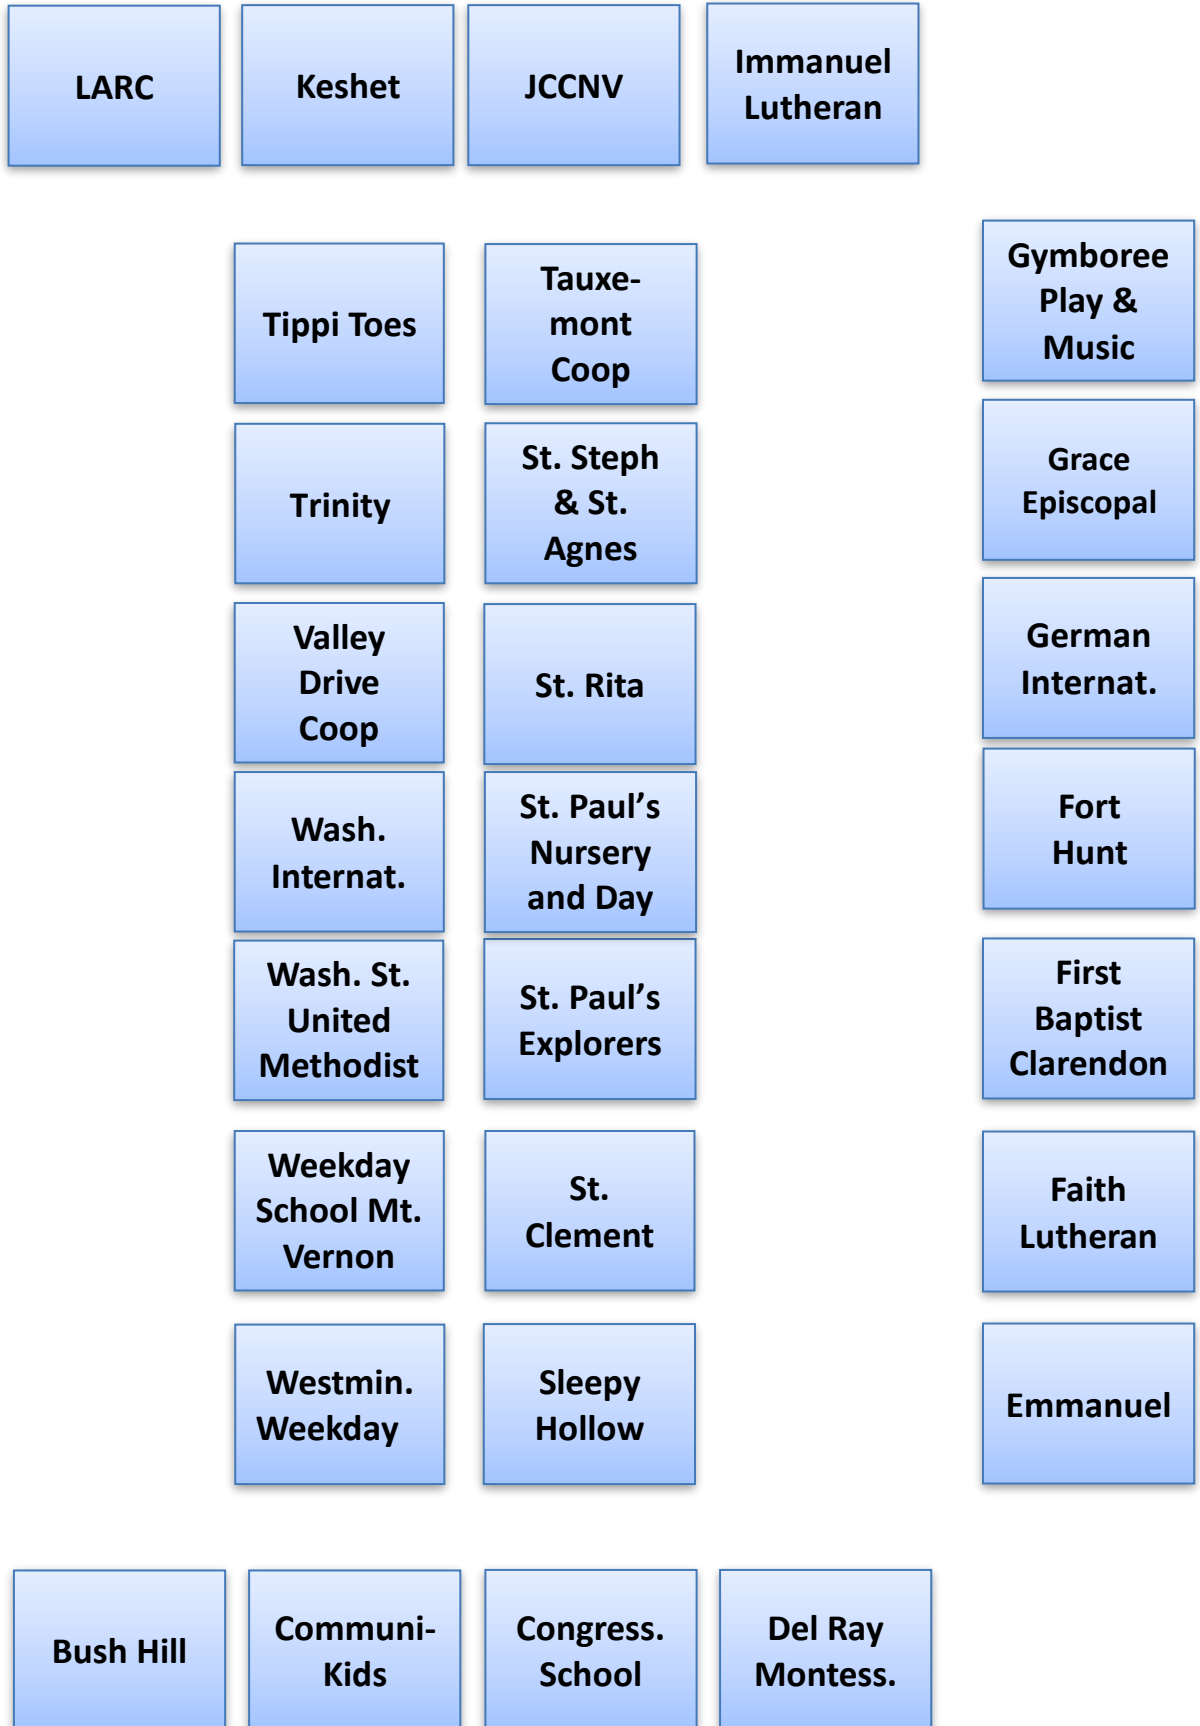 LARC
Keshet
JCCNV
Immanuel
Lutheran
Tippi Toes
Tauxe-
mont
Coop
Gymboree
Play &
Music
Trinity
St. Steph
& St.
Agnes
Grace
Episcopal
Valley
Drive
Coop
St. Rita
German
Internat.
Wash.
Internat.
St. Paul’s
Nursery
and Day
Fort
Hunt
Wash. St.
United
Methodist
St. Paul’s
Explorers
First
Baptist
Clarendon
Weekday
School Mt.
Vernon
St.
Clement
Faith
Lutheran
Westmin.
Weekday
Sleepy
Hollow
Emmanuel
Bush Hill
Communi-
Kids
Congress.
School
Del Ray
Montess.